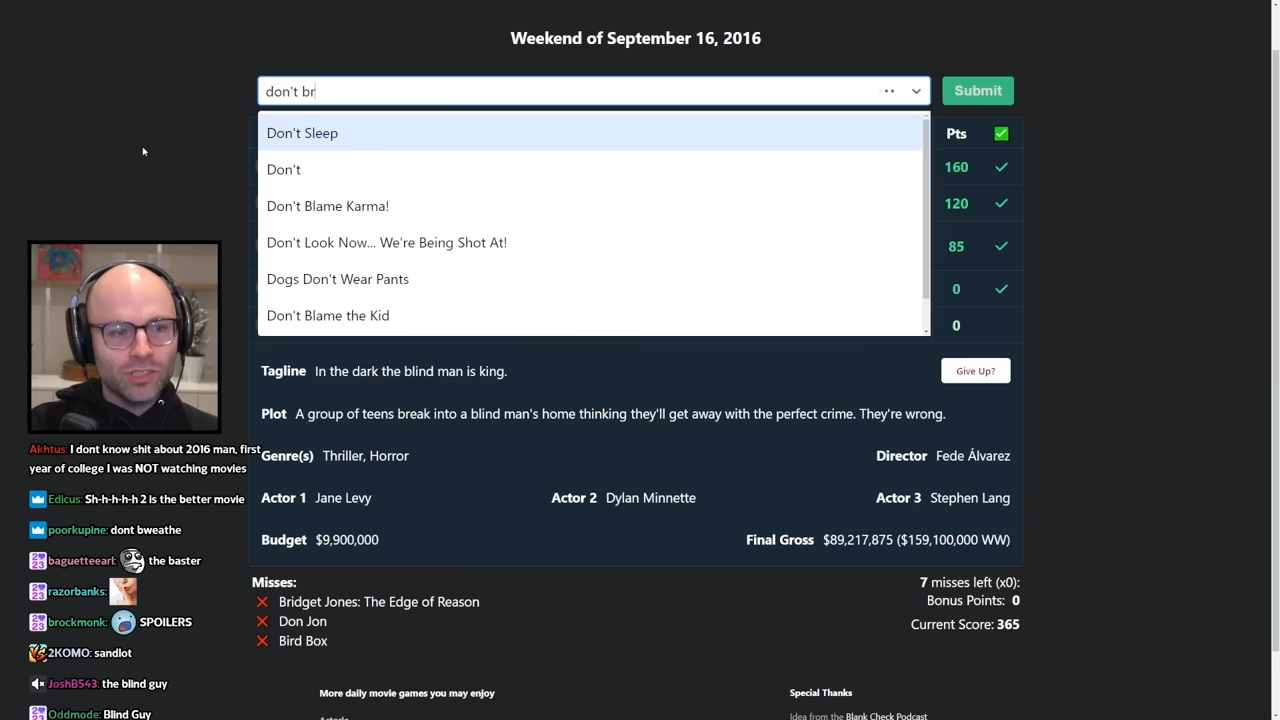 Weekend of September 16, 2016
don't br
Submit
Don't Sleep
Don't
Don't Blame Karma!
Don't Look Now... We're Being Shot At!
Dogs Don't Wear Pants
Don't Blame the Kid
Pts
160
120
85
0
0
Tagline In the dark the blind man is king.
Give Up?
Plot A group of teens break into a blind man's home thinking they'll get away with the perfect crime. They're wrong.
Genre(s) Thriller, Horror
Director Fede Álvarez
Actor 1 Jane Levy
Actor 2 Dylan Minnette
Actor 3 Stephen Lang
Budget $9,900,000
Final Gross $89,217,875 ($159,100,000 WW)
Misses:
Bridget Jones: The Edge of Reason
Don Jon
Bird Box
7 misses left (x0):
Bonus Points: 0
Current Score: 365
Akhtus: I dont know shit about 2016 man, first
year of college I was NOT watching movies
Edicus: Sh-h-h-h-h 2 is the better movie
poorkupine: dont bweathe
baguetteearl: the baster
razorbanks:
brockmonk: SPOILERS
2KOMO: sandlot
JoshB543: the blind guy
Oddmode: Blind Guy
More daily movie games you may enjoy
Special Thanks
Idea from the Blank Check Podcast